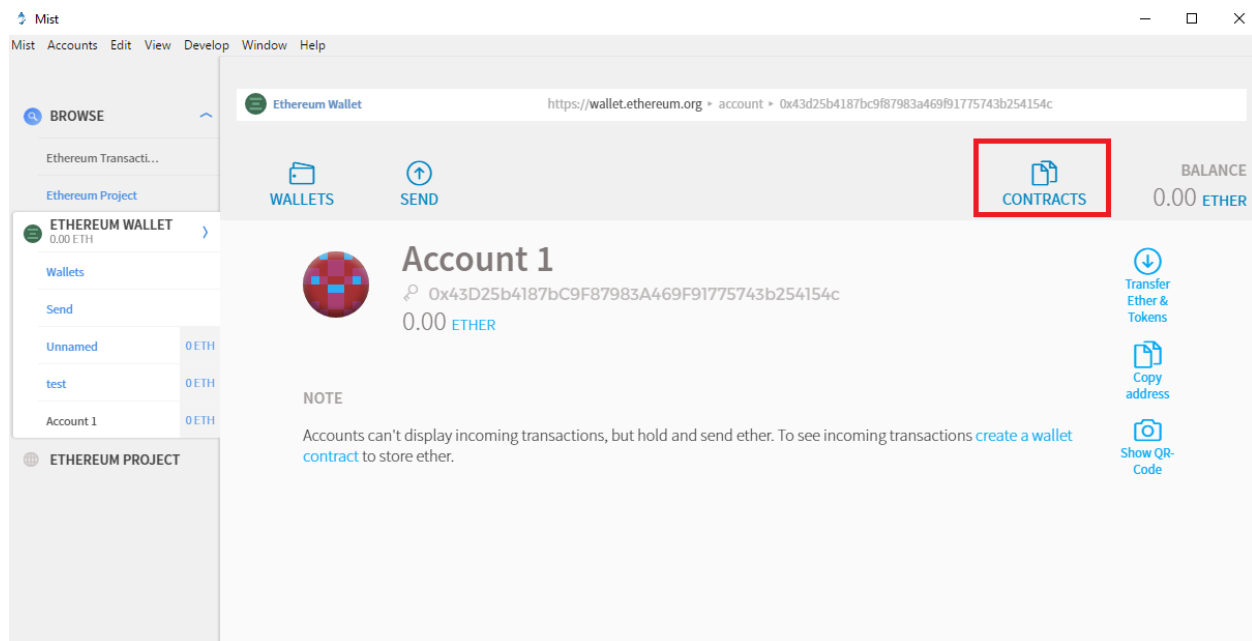 Mist
Mist Accounts Edit View Develop Window Help
BROWSE
Ethereum Transacti...
Ethereum Project
ETHEREUM WALLET
0.00 ETH
Wallets
Send
Unnamed 0 ETH
test 0 ETH
Account 1 0 ETH
ETHEREUM PROJECT
Ethereum Wallet https://wallet.ethereum.org ▸ account ▸ 0x43d25b4187bc9f87983a469f91775743b254154c
WALLETS SEND CONTRACTS
BALANCE
0.00 ETHER
Account 1
0x43D25b4187bC9F87983A469F91775743b254154c
0.00 ETHER
NOTE
Accounts can't display incoming transactions, but hold and send ether. To see incoming transactions create a wallet
contract to store ether.
Transfer
Ether &
Tokens
Copy
address
Show QR-
Code